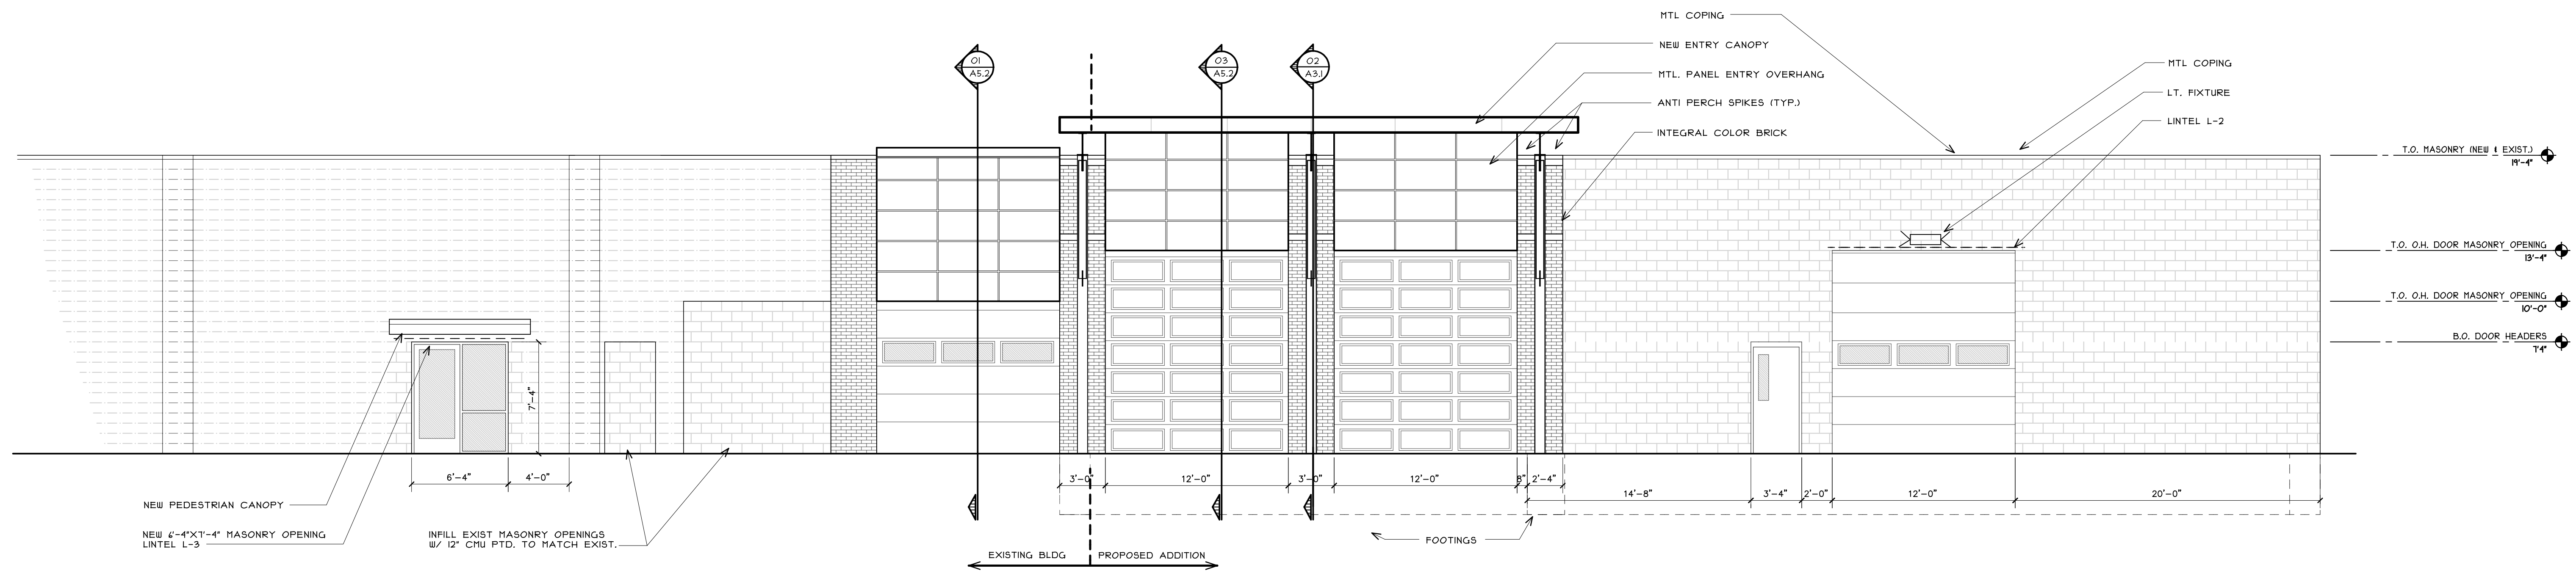 MTL COPING
NEW ENTRY CANOPY
MTL. PANEL ENTRY OVERHANG
ANTI PERCH SPIKES (TYP.)
INTEGRAL COLOR BRICK
MTL COPING
LT. FIXTURE
LINTEL L-2
01
A5.2
03
A5.2
02
A3.1
T.O. MASONRY (NEW & EXIST.)
19'-4"
T.O. O.H. DOOR MASONRY OPENING
13'-4"
T.O. O.H. DOOR MASONRY OPENING
10'-0"
B.O. DOOR HEADERS
7'4"
7'-4"
6'-4"
4'-0"
3'-0"
12'-0"
3'-0"
12'-0"
8"
2'-4"
14'-8"
3'-4"
2'-0"
12'-0"
20'-0"
NEW PEDESTRIAN CANOPY
NEW 6'-4"X7'-4" MASONRY OPENING
LINTEL L-3
INFILL EXIST MASONRY OPENINGS
W/ 12" CMU PTD. TO MATCH EXIST.
FOOTINGS
EXISTING BLDG
PROPOSED ADDITION